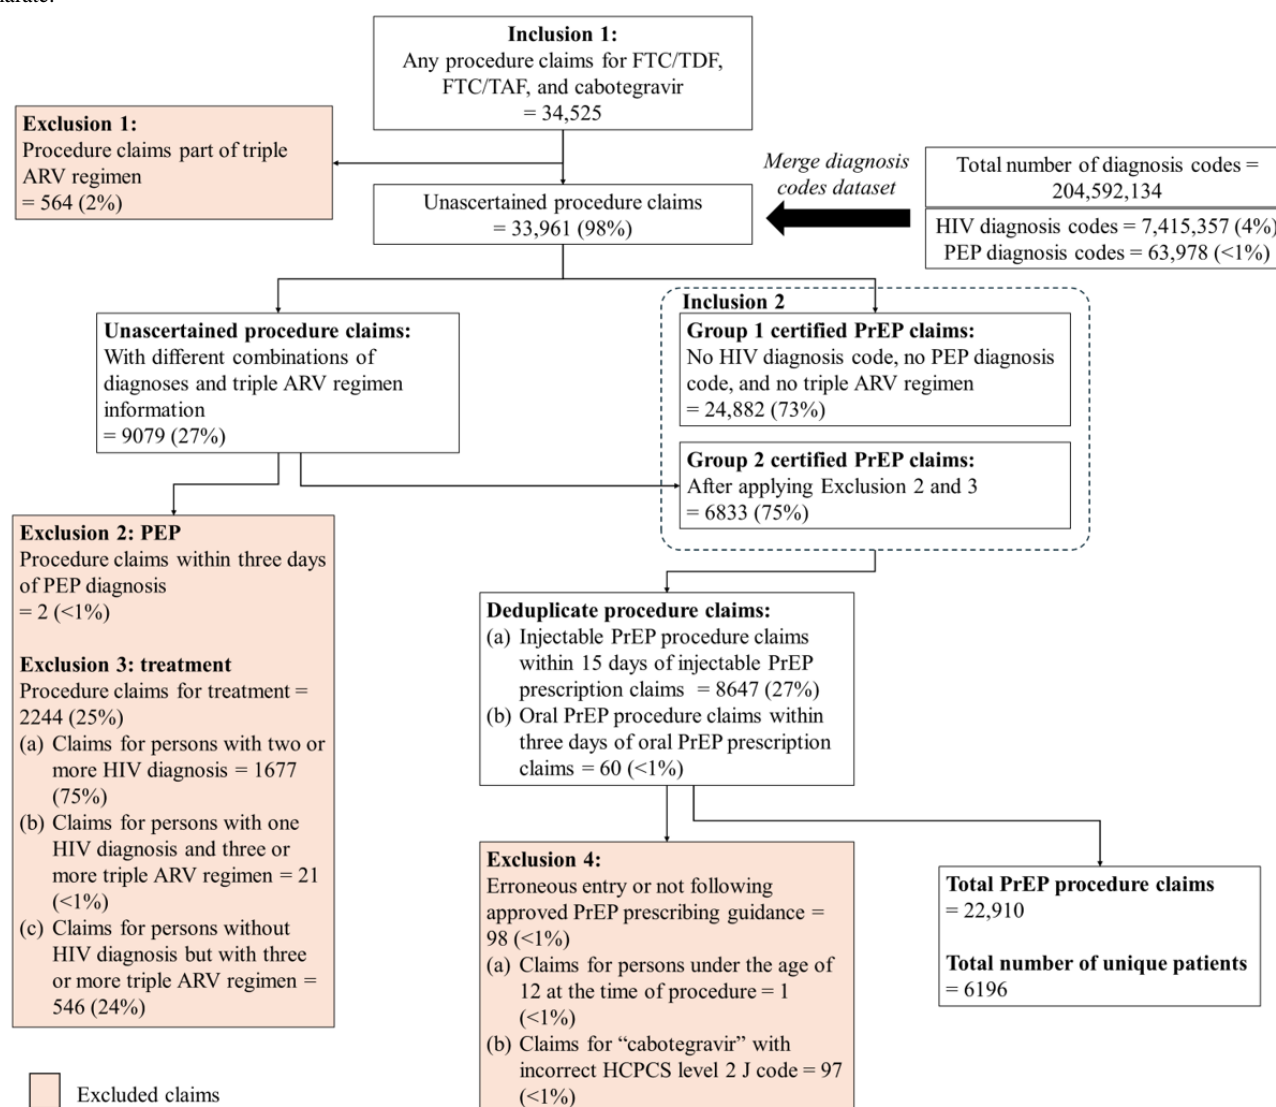 Inclusion 1:
Any procedure claims for FTC/TDF,
FTC/TAF, and cabotegravir
= 34,525
Exclusion 1:
Procedure claims part of triple
ARV regimen
= 564 (2%)
Unascertained procedure claims
= 33,961 (98%)
Merge diagnosis
codes dataset
Total number of diagnosis codes =
204,592,134
HIV diagnosis codes = 7,415,357 (4%)
PEP diagnosis codes = 63,978 (<1%)
Unascertained procedure claims:
With different combinations of
diagnoses and triple ARV regimen
information
= 9079 (27%)
Inclusion 2
Group 1 certified PrEP claims:
No HIV diagnosis code, no PEP diagnosis
code, and no triple ARV regimen
= 24,882 (73%)
Group 2 certified PrEP claims:
After applying Exclusion 2 and 3
= 6833 (75%)
Exclusion 2: PEP
Procedure claims within three days
of PEP diagnosis
= 2 (<1%)
Exclusion 3: treatment
Procedure claims for treatment =
2244 (25%)
(a) Claims for persons with two or
more HIV diagnosis = 1677
(75%)
(b) Claims for persons with one
HIV diagnosis and three or
more triple ARV regimen = 21
(<1%)
(c) Claims for persons without
HIV diagnosis but with three
or more triple ARV regimen =
546 (24%)
Deduplicate procedure claims:
(a) Injectable PrEP procedure claims
within 15 days of injectable PrEP
prescription claims = 8647 (27%)
(b) Oral PrEP procedure claims within
three days of oral PrEP prescription
claims = 60 (<1%)
Exclusion 4:
Erroneous entry or not following
approved PrEP prescribing guidance =
98 (<1%)
(a) Claims for persons under the age of
12 at the time of procedure = 1
(<1%)
(b) Claims for “cabotegravir” with
incorrect HCPCS level 2 J code = 97
(<1%)
Total PrEP procedure claims
= 22,910
Total number of unique patients
= 6196
Excluded claims